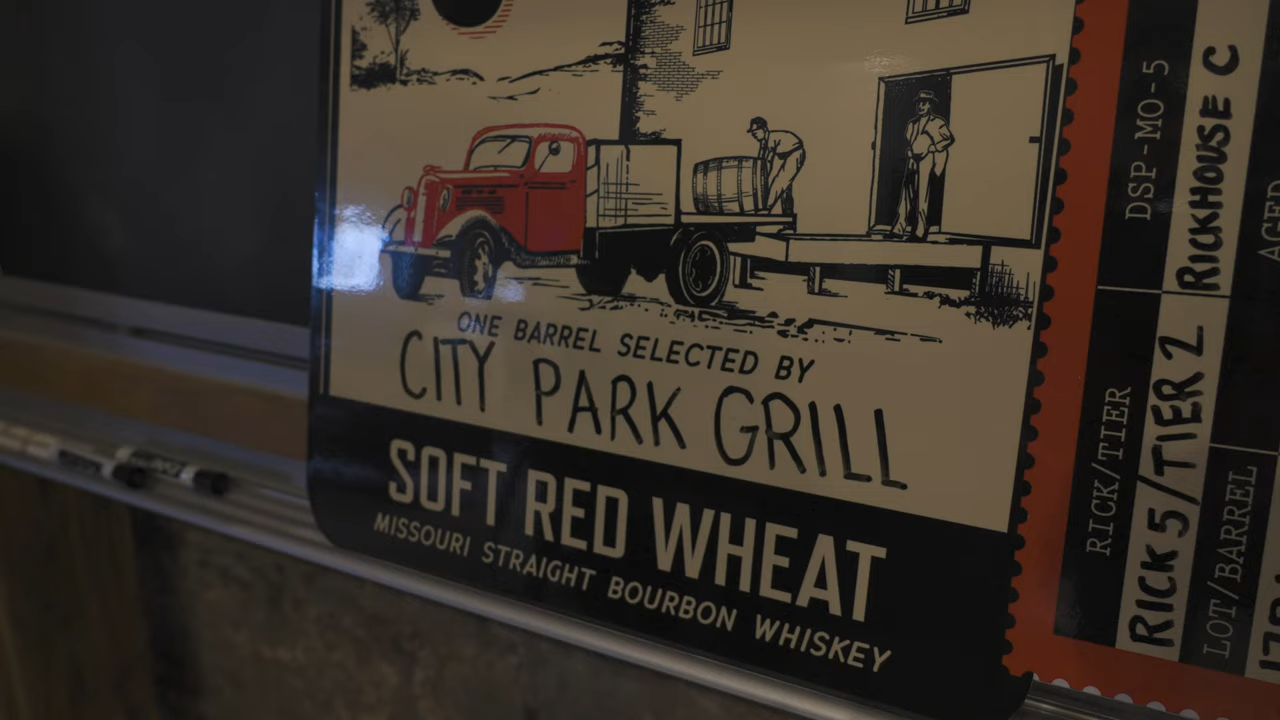 ONE BARREL SELECTED BY
CITY PARK GRILL
SOFT RED WHEAT
MISSOURI STRAIGHT BOURBON WHISKEY
DSP-MO-5
RICKHOUSE C
RICK/TIER
RICK 5/TIER 2
LOT/BARREL
AGED